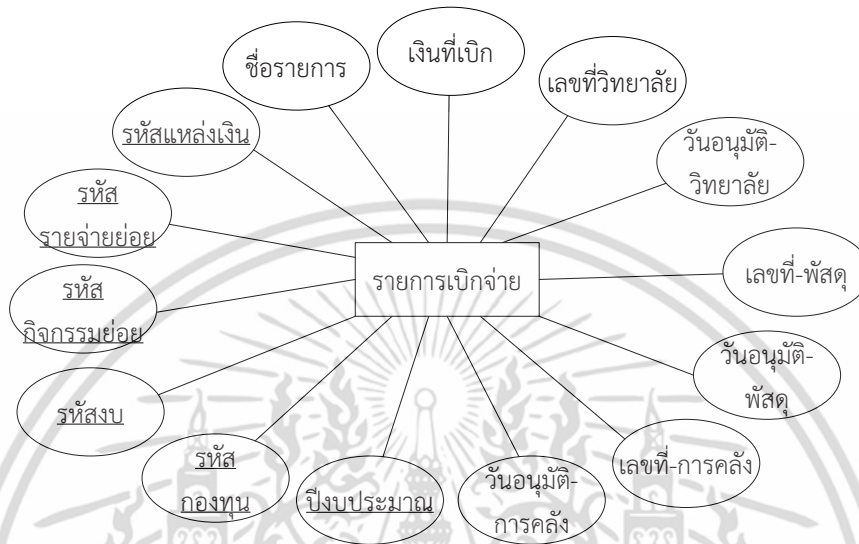 เงินที่เบิก
ชื่อรายการ
เลขที่วิทยาลัย
รหัสแหล่งเงิน
วันอนุมัติ-
วิทยาลัย
รหัส
รายจ่ายย่อย
รายการเบิกจ่าย
เลขที่-พัสดุ
รหัส
กิจกรรมย่อย
วันอนุมัติ-
พัสดุ
รหัสงบ
เลขที่-การคลัง
รหัส
กองทุน
ปีงบประมาณ
วันอนุมัติ-
การคลัง